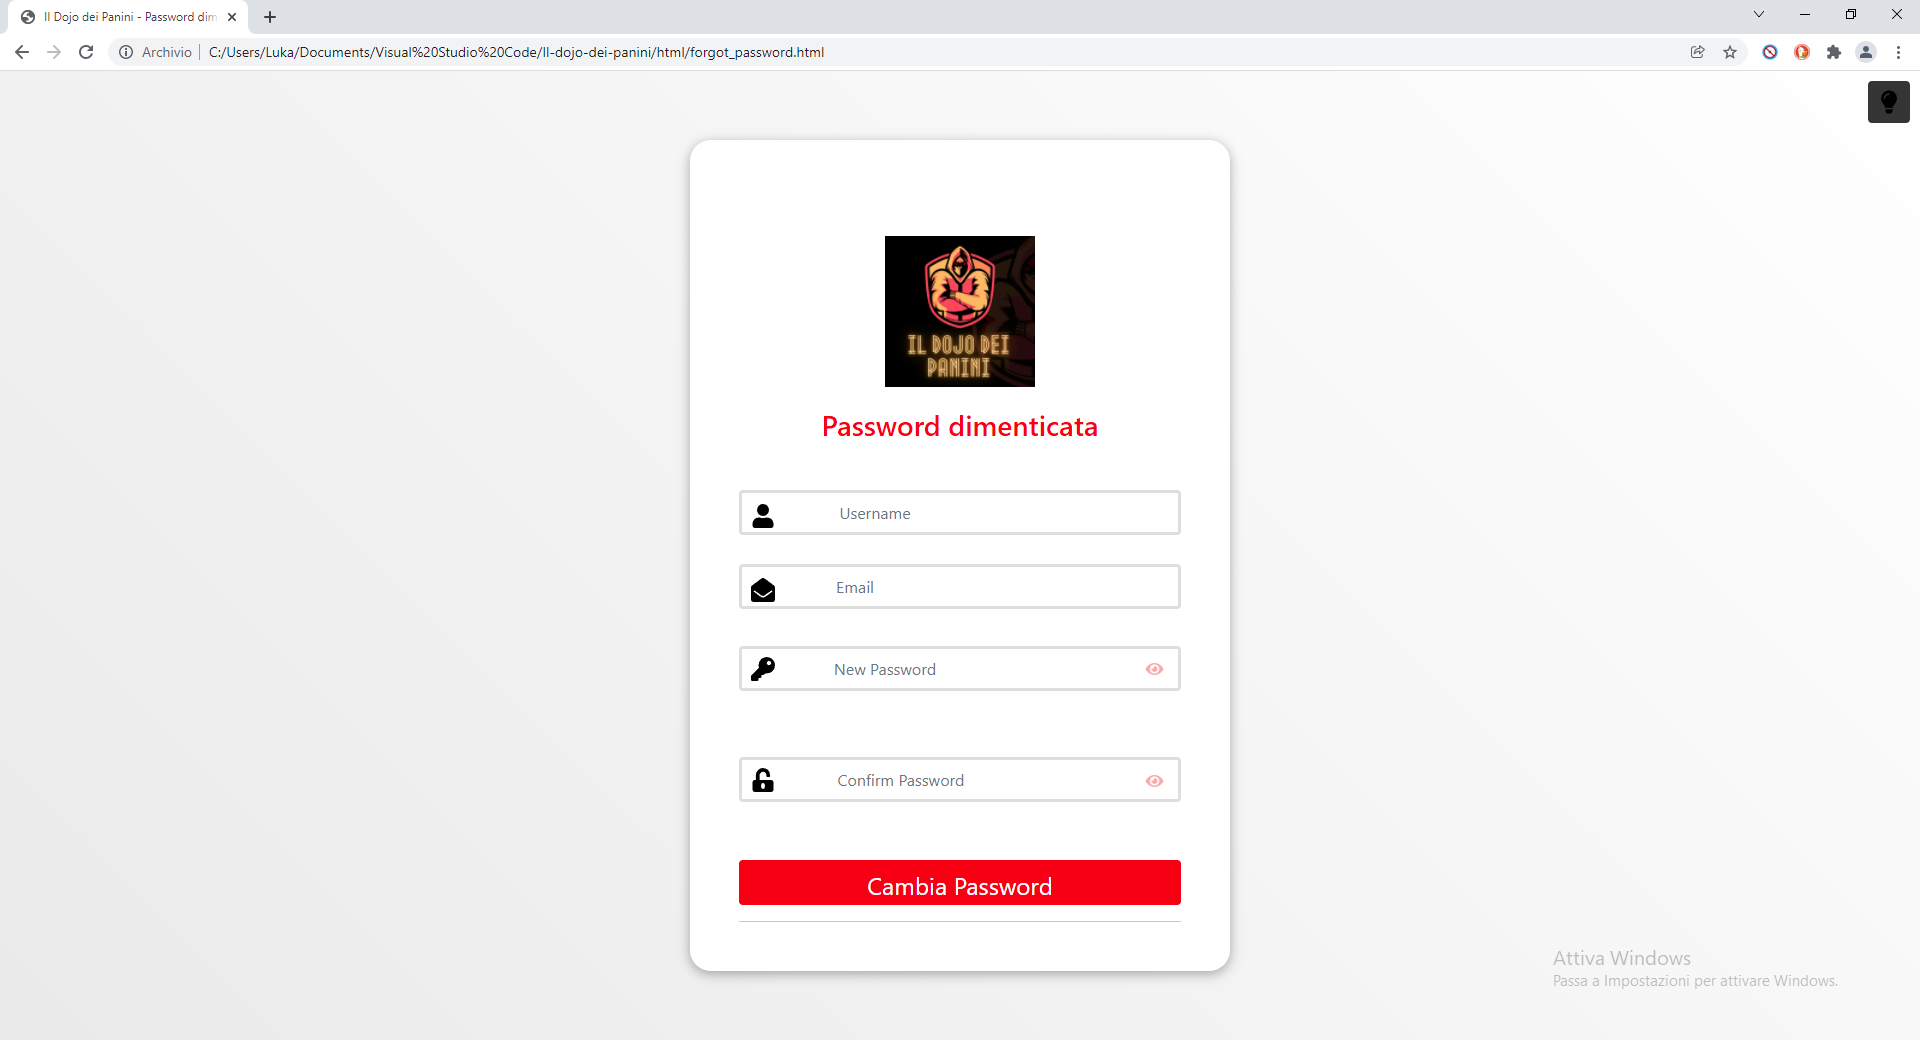 Il Dojo dei Panini - Password dim
Archivio
C:/Users/Luka/Documents/Visual%20Studio%20Code/Il-dojo-dei-panini/html/forgot_password.html
IL DOJO DEI
PANINI
Password dimenticata
Username
Email
New Password
Confirm Password
Cambia Password
Attiva Windows
Passa a Impostazioni per attivare Windows.